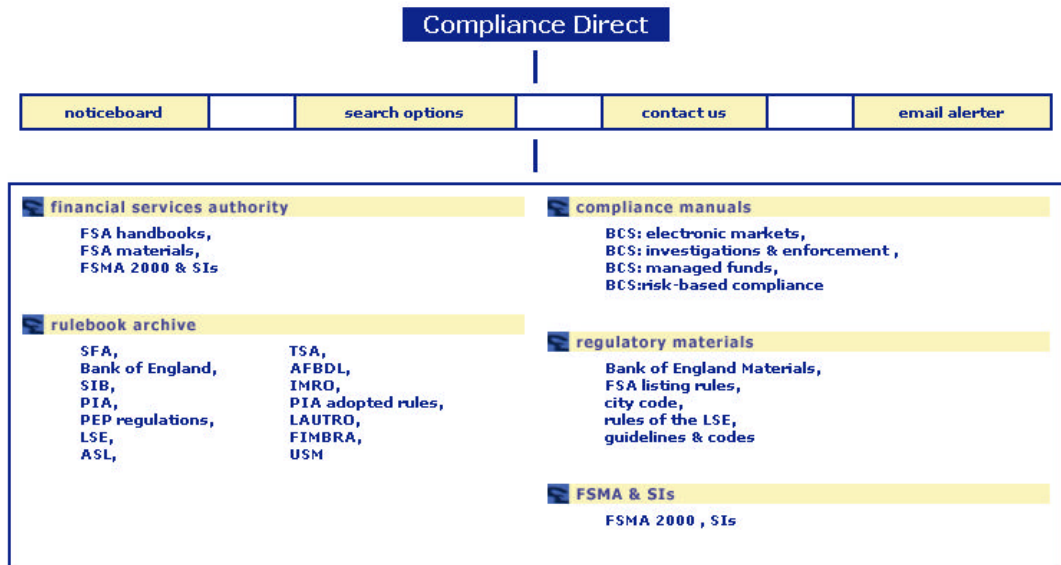 Compliance Direct
noticeboard
search options
contact us
email alerter
financial services authority
FSA handbooks,
FSA materials,
FSMA 2000 & SIs
rulebook archive
SFA,
Bank of England,
SIB,
PIA,
PEP regulations,
LSE,
ASL,
TSA,
AFBDL,
IMRO,
PIA adopted rules,
LAUTRO,
FIMBRA,
USM
compliance manuals
BCS: electronic markets,
BCS: investigations & enforcement ,
BCS: managed funds,
BCS:risk-based compliance
regulatory materials
Bank of England Materials,
FSA listing rules,
city code,
rules of the LSE,
guidelines & codes
FSMA & SIs
FSMA 2000 , SIs